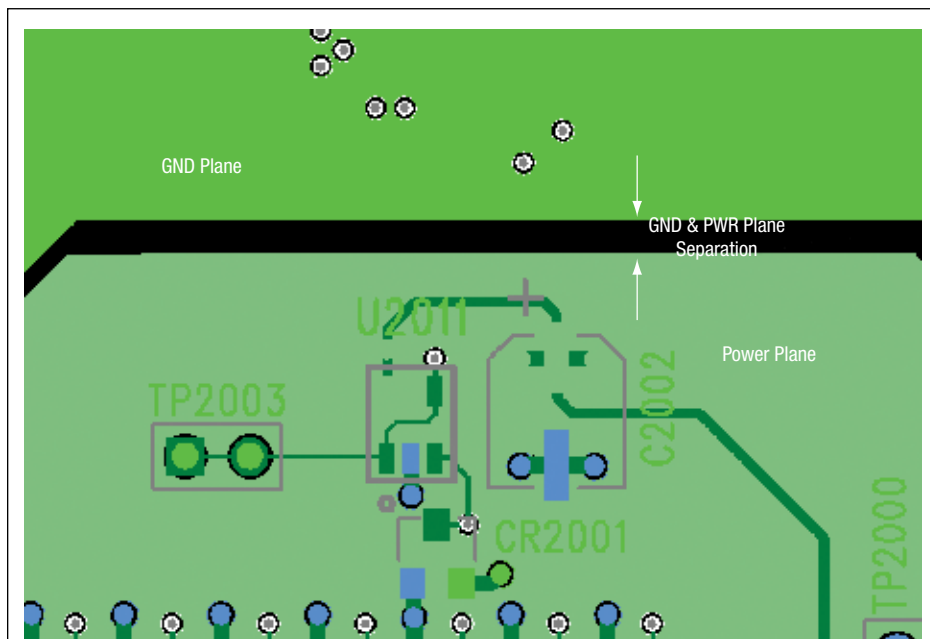 GND Plane
GND & PWR Plane
Separation
Power Plane
U2011
TP2003
C2002
CR2001
TP2000